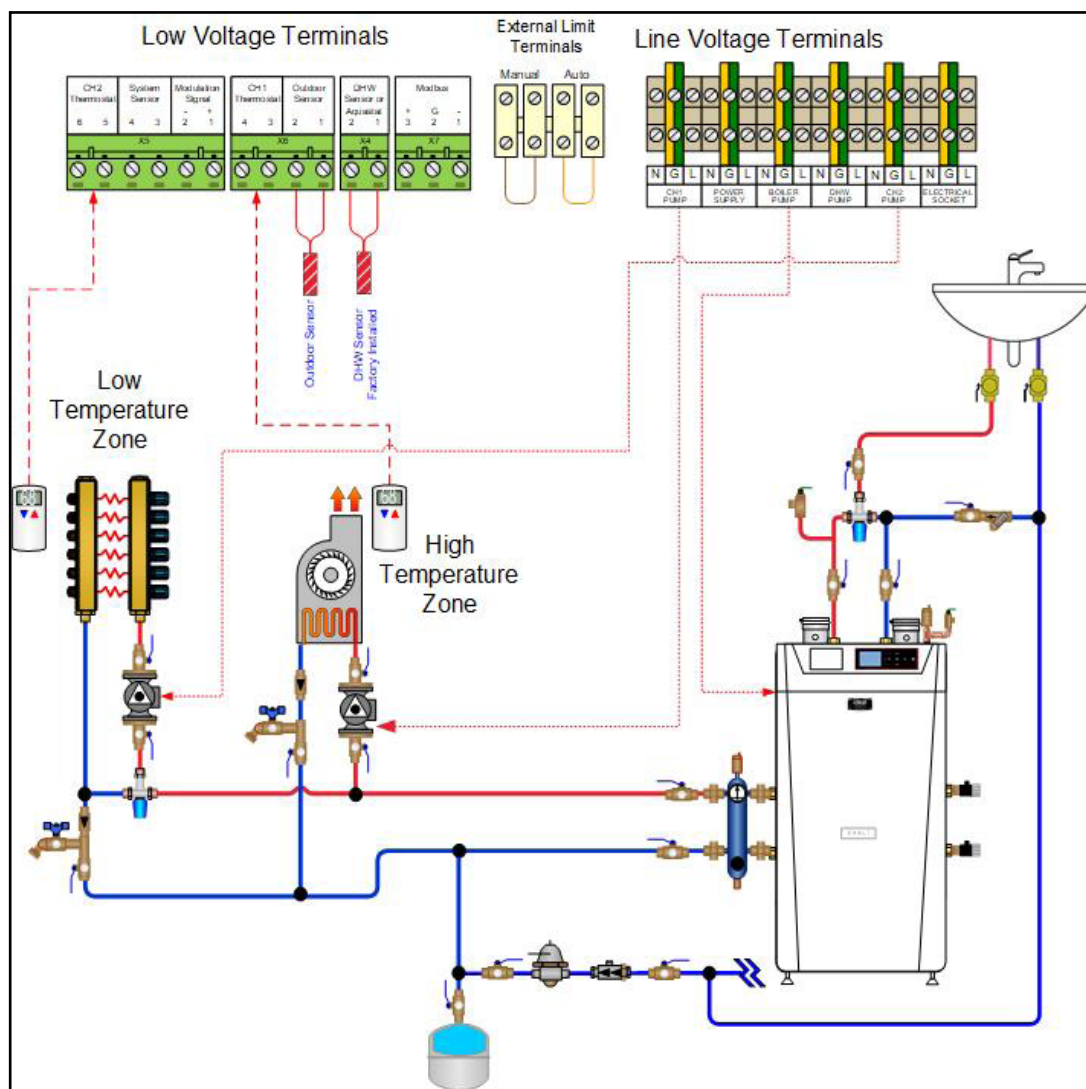 Low Voltage Terminals
External Limit
Terminals
Line Voltage Terminals
Manual Auto
CH2
Thermostat
6 5
System
Sensor
4 3
Modulation
Signal
- +
2 1
X5
CH1
Thermostat
4 3
Outdoor
Sensor
2 1
X6
DHW
Sensor or
Aquastat
2 1
X4
Modbus
+ G -
3 2 1
X7
N G L N G L N G L N G L N G L N G L
CH1
PUMP
POWER
SUPPLY
BOILER
PUMP
DHW
PUMP
CH2
PUMP
ELECTRICAL
SOCKET
Outdoor Sensor
DHW Sensor
Factory Installed
Low
Temperature
Zone
68
68
High
Temperature
Zone